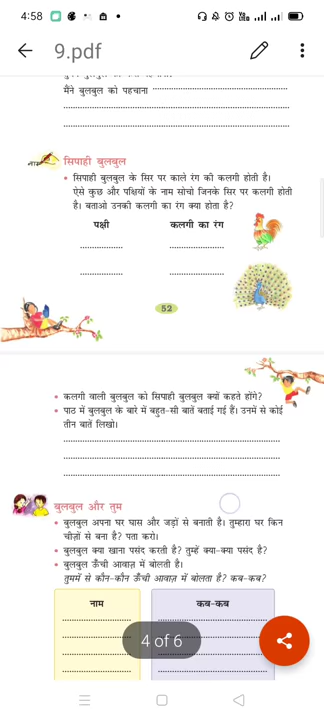 4:58
9.pdf
मैंने बुलबुल को पहचाना
सिपाही बुलबुल
• सिपाही बुलबुल के सिर पर काले रंग की कलगी होती है।
ऐसे कुछ और पक्षियों के नाम सोचो जिनके सिर पर कलगी होती
है। बताओ उनकी कलगी का रंग क्या होता है?
पक्षी कलगी का रंग
52
• कलगी वाली बुलबुल को सिपाही बुलबुल क्यों कहते होंगे?
• पाठ में बुलबुल के बारे में बहुत-सी बातें बताई गई हैं। उनमें से कोई
तीन बातें लिखो।
बुलबुल और तुम
• बुलबुल अपना घर घास और जड़ों से बनाती है। तुम्हारा घर किन
चीज़ों से बना है? पता करो।
• बुलबुल क्या खाना पसंद करती है? तुम्हें क्या-क्या पसंद है?
• बुलबुल ऊँची आवाज़ में बोलती है।
तुममें से कौन-कौन ऊँची आवाज़ में बोलता है? कब-कब?
नाम कब-कब
4 of 6